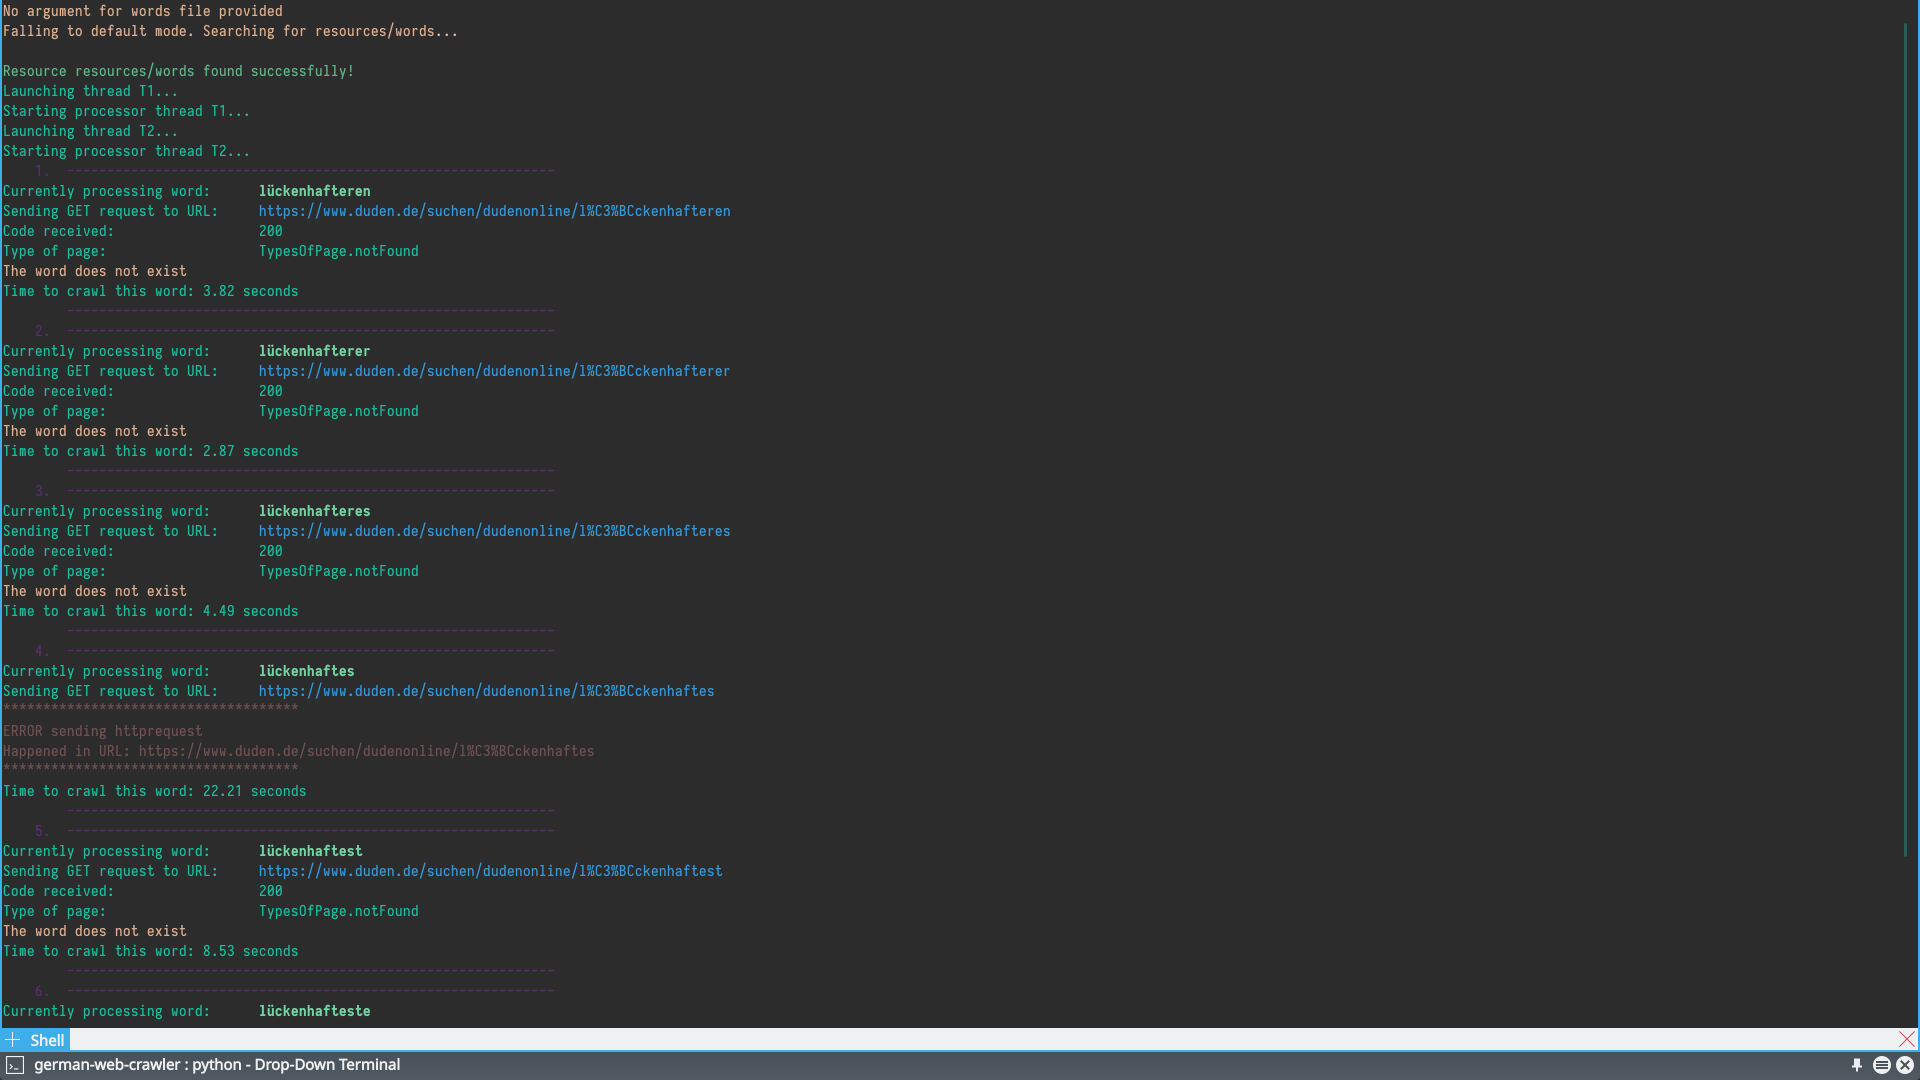 No argument for words file provided
Falling to default mode. Searching for resources/words...
Resource resources/words found successfully!
Launching thread T1...
Starting processor thread T1...
Launching thread T2...
Starting processor thread T2...
1. -------------------------------------------------------------
Currently processing word: lückenhafteren
Sending GET request to URL: https://www.duden.de/suchen/dudenonline/l%C3%BCckenhafteren
Code received: 200
Type of page: TypesOfPage.notFound
The word does not exist
Time to crawl this word: 3.82 seconds
-------------------------------------------------------------
2. -------------------------------------------------------------
Currently processing word: lückenhafterer
Sending GET request to URL: https://www.duden.de/suchen/dudenonline/l%C3%BCckenhafterer
Code received: 200
Type of page: TypesOfPage.notFound
The word does not exist
Time to crawl this word: 2.87 seconds
-------------------------------------------------------------
3. -------------------------------------------------------------
Currently processing word: lückenhafteres
Sending GET request to URL: https://www.duden.de/suchen/dudenonline/l%C3%BCckenhafteres
Code received: 200
Type of page: TypesOfPage.notFound
The word does not exist
Time to crawl this word: 4.49 seconds
-------------------------------------------------------------
4. -------------------------------------------------------------
Currently processing word: lückenhaftes
Sending GET request to URL: https://www.duden.de/suchen/dudenonline/l%C3%BCckenhaftes
*************************************
ERROR sending httprequest
Happened in URL: https://www.duden.de/suchen/dudenonline/l%C3%BCckenhaftes
*************************************
Time to crawl this word: 22.21 seconds
-------------------------------------------------------------
5. -------------------------------------------------------------
Currently processing word: lückenhaftest
Sending GET request to URL: https://www.duden.de/suchen/dudenonline/l%C3%BCckenhaftest
Code received: 200
Type of page: TypesOfPage.notFound
The word does not exist
Time to crawl this word: 8.53 seconds
-------------------------------------------------------------
6. -------------------------------------------------------------
Currently processing word: lückenhafteste
Shell
german-web-crawler : python - Drop-Down Terminal